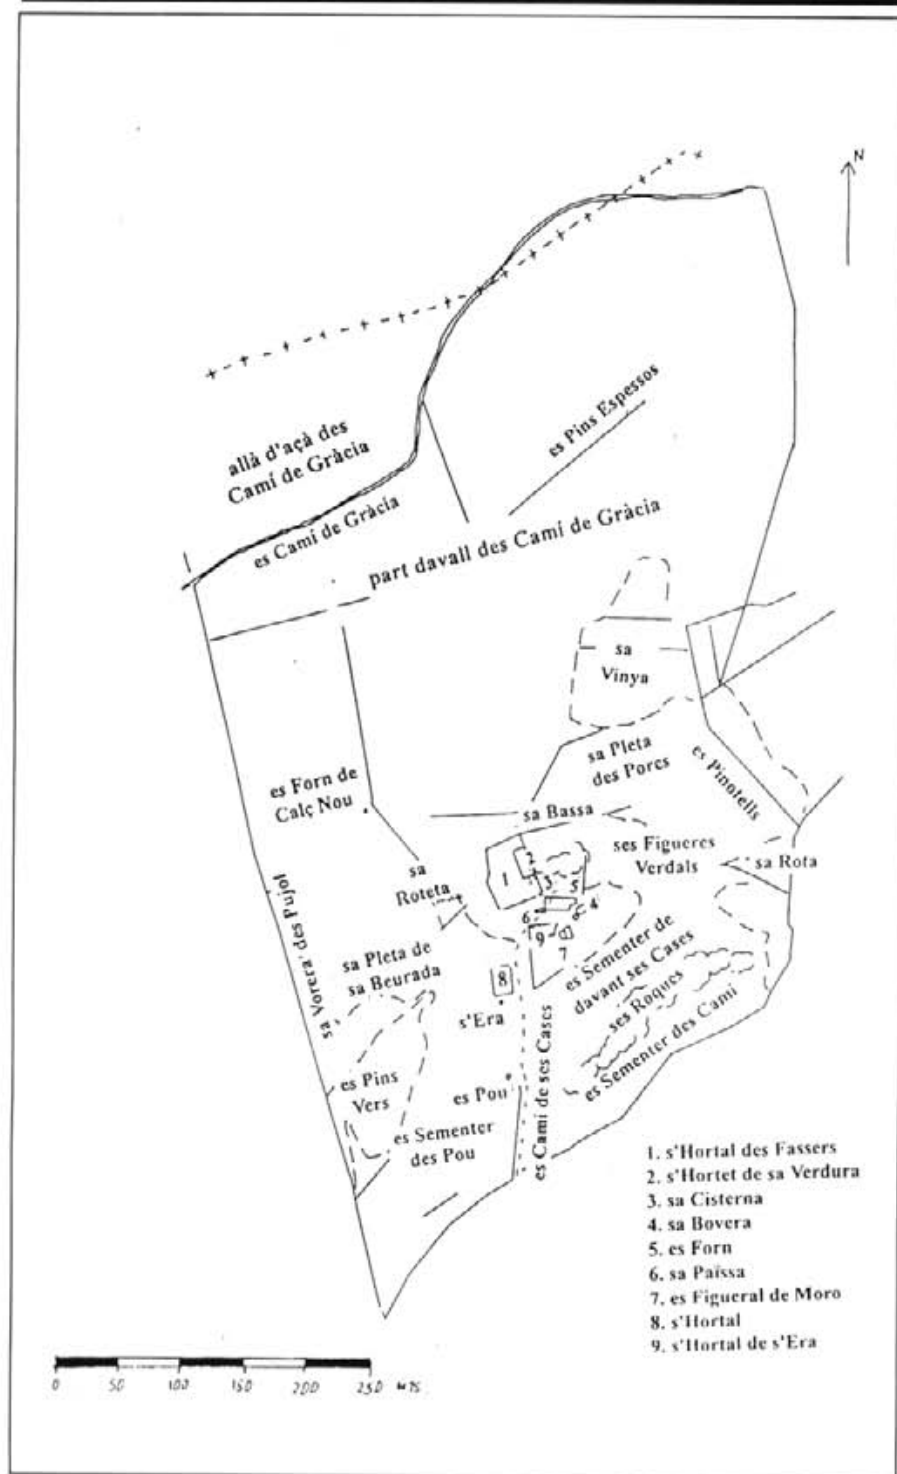 N
allà d'açà des
Camí de Gràcia
es Camí de Gràcia
es Pins Espessos
part davall des Camí de Gràcia
sa
Vinya
sa Pleta
des Porcs
es Pinotells
es Forn de
Calç Nou
sa Bassa
ses Figueres
Verdals
sa Rota
sa
Roteta
1
2
3
5
4
6
9
7
8
sa Vorera des Pujol
sa Pleta de
sa Beurada
s'Era
es Sementer de
davant ses Cases
ses Roques
es Sementer des Camí
es Pins
Vers
es Pou
es Camí de ses Cases
es Sementer
des Pou
1. s'Hortal des Fassers
2. s'Hortet de sa Verdura
3. sa Cisterna
4. sa Bovera
5. es Forn
6. sa Païssa
7. es Figueral de Moro
8. s'Hortal
9. s'Hortal de s'Era
0 50 100 150 200 250 MTS